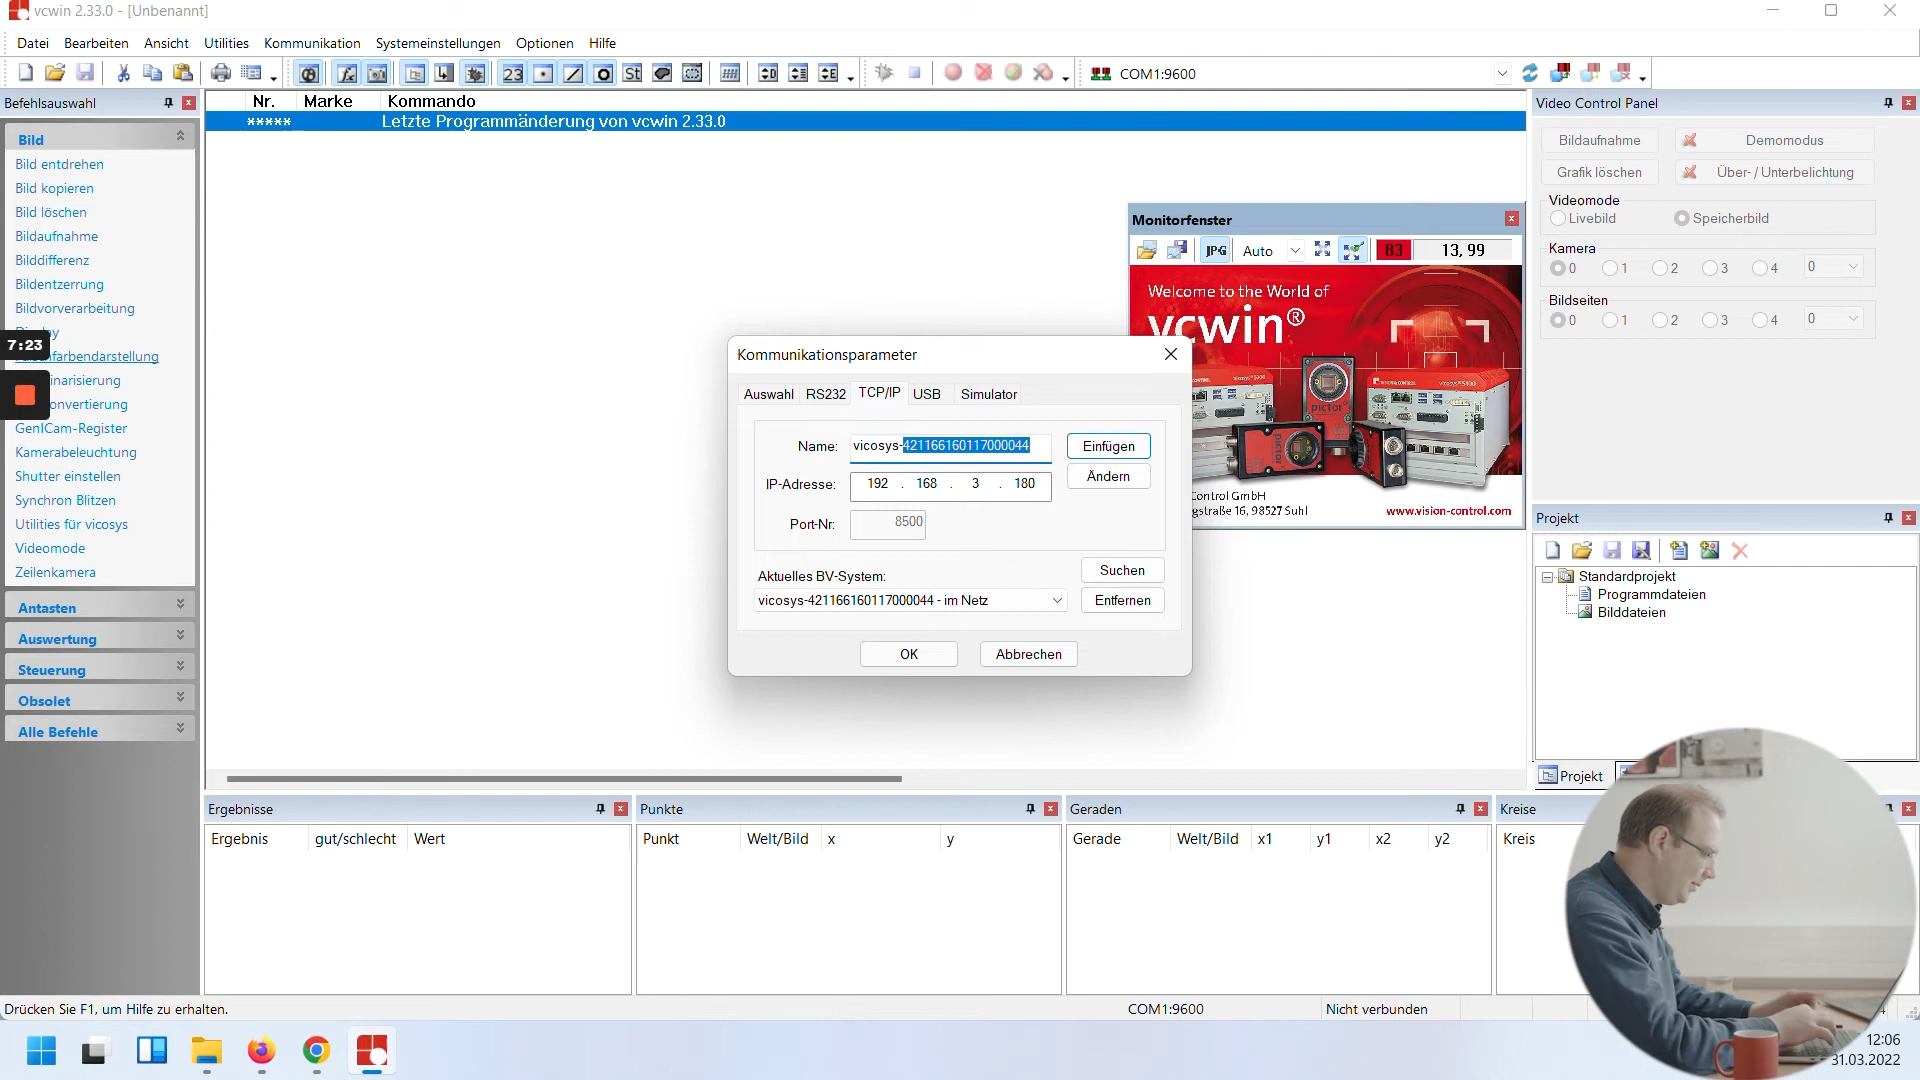 vcwin 2.33.0 - [Unbenannt]
Datei Bearbeiten Ansicht Utilities Kommunikation Systemeinstellungen Optionen Hilfe
23 St COM1:9600
Befehlsauswahl
Bild
Bild entdrehen
Bild kopieren
Bild löschen
Bildaufnahme
Bilddifferenz
Bildentzerrung
Bildvorverarbeitung
7:23
GenICam-Register
Kamerabeleuchtung
Shutter einstellen
Synchron Blitzen
Utilities für vicosys
Videomode
Zeilenkamera
Antasten
Auswertung
Steuerung
Obsolet
Alle Befehle
Nr. Marke Kommando
***** Letzte Programmänderung von vcwin 2.33.0
Monitorfenster
JPG Auto 83 13, 99
Welcome to the World of
vcwin®
pictor
Control GmbH
gstraße 16, 98527 Suhl www.vision-control.com
Kommunikationsparameter
Auswahl RS232 TCP/IP USB Simulator
Name: vicosys-421166160117000044 Einfügen
Ändern
IP-Adresse: 192 . 168 . 3 . 180
Port-Nr: 8500
Suchen
Aktuelles BV-System:
vicosys-421166160117000044 - im Netz Entfernen
OK Abbrechen
Video Control Panel
Bildaufnahme Demomodus
Grafik löschen Über- / Unterbelichtung
Videomode
Livebild Speicherbild
Kamera
0 1 2 3 4 0
Bildseiten
0 1 2 3 4 0
Projekt
Standardprojekt
Programmdateien
Bilddateien
Projekt
Ergebnisse
Ergebnis gut/schlecht Wert
Punkte
Punkt Welt/Bild x y
Geraden
Gerade Welt/Bild x1 y1 x2 y2
Kreise
Kreis
Drücken Sie F1, um Hilfe zu erhalten. COM1:9600 Nicht verbunden
12:06
31.03.2022